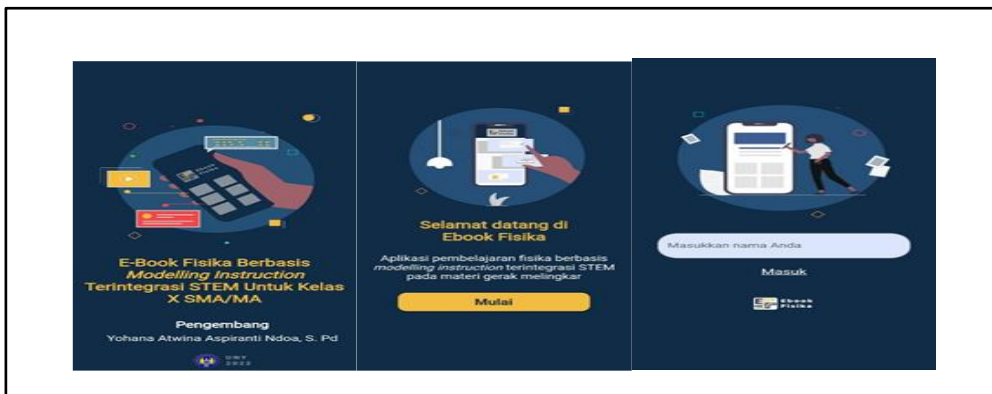 E-Book Fisika Berbasis
Modelling Instruction
Terintegrasi STEM Untuk Kelas
X SMA/MA
Pengembang
Yohana Atwina Aspiranti Ndoa, S. Pd
UNY
2022
Selamat datang di
Ebook Fisika
Aplikasi pembelajaran fisika berbasis
modelling instruction terintegrasi STEM
pada materi gerak melingkar
Mulai
Masukkan nama Anda
Masuk
Ebook
Fisika